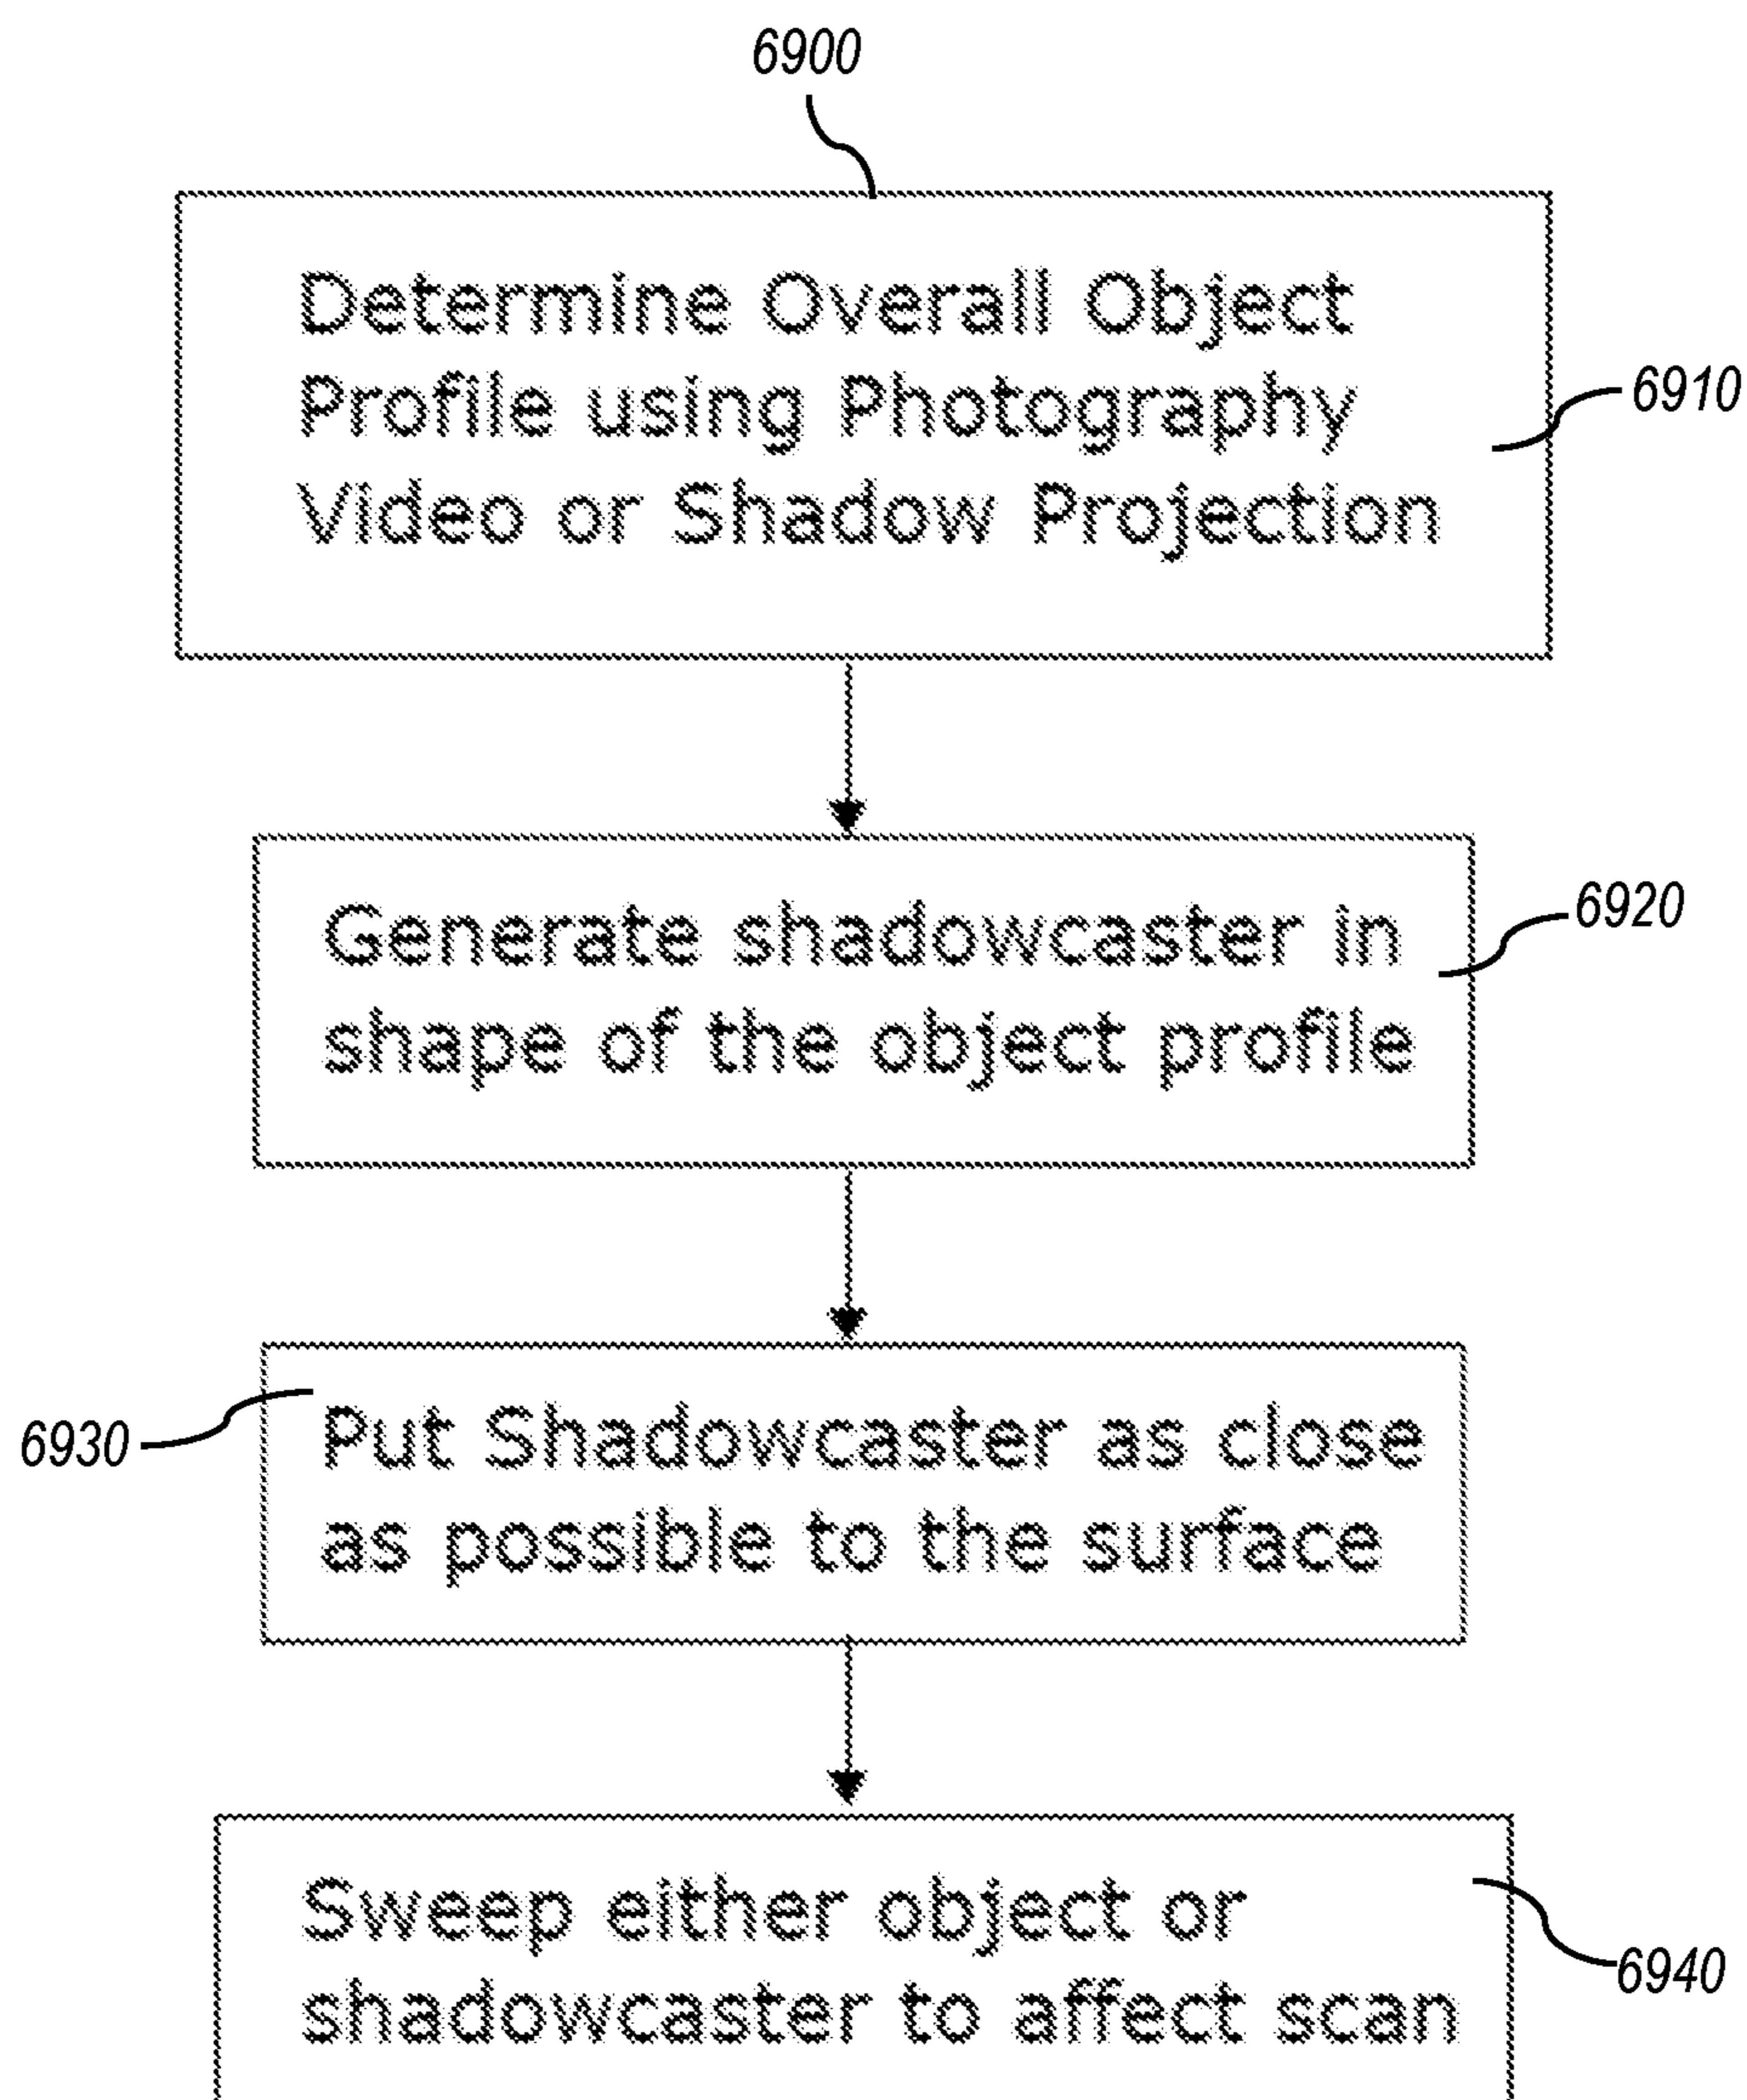 6900
Determine Overall Object
Profile using Photography
Video or Shadow Projection
6910
Generate shadowcaster in
shape of the object profile
6920
Put Shadowcaster as close
as possible to the surface
6930
Sweep either object or
shadowcaster to affect scan
6940